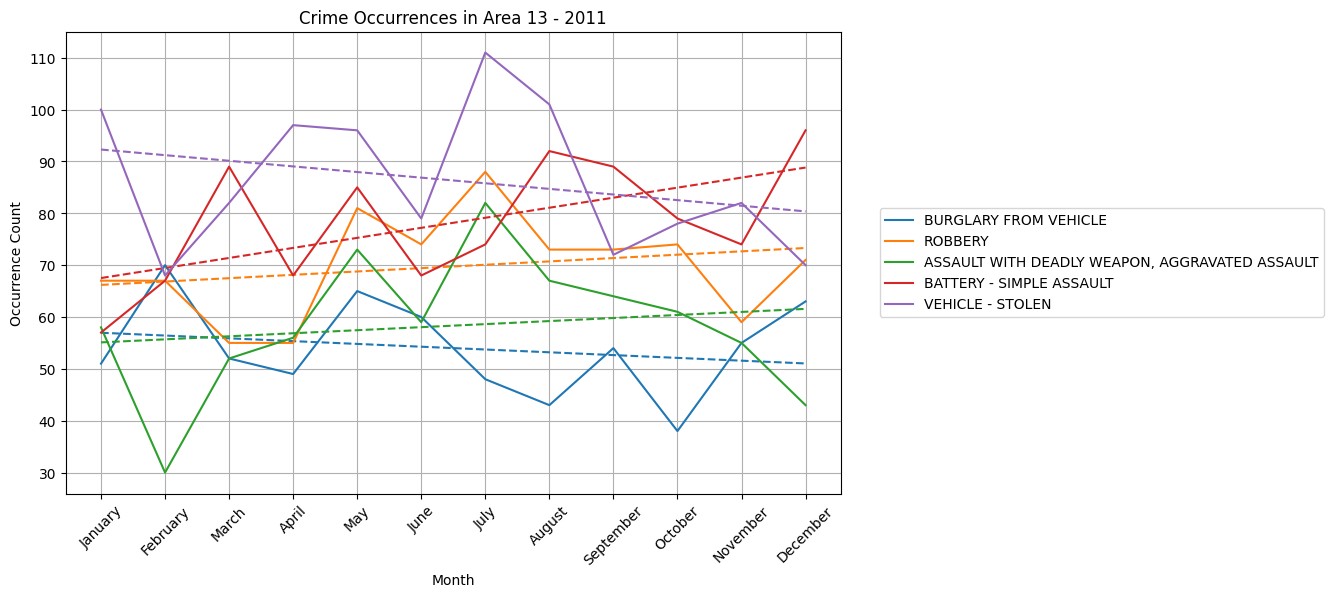 Crime Occurrences in Area 13 - 2011
Occurrence Count
110
100
90
80
70
60
50
40
30
January
February
March
April
May
June
July
August
September
October
November
December
Month
BURGLARY FROM VEHICLE
ROBBERY
ASSAULT WITH DEADLY WEAPON, AGGRAVATED ASSAULT
BATTERY - SIMPLE ASSAULT
VEHICLE - STOLEN